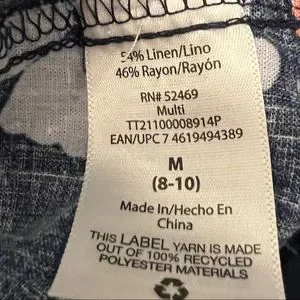 54% Linen/Lino
46% Rayon/Rayón
RN# 52469
Multi
TT21100008914P
EAN/UPC 7 4619494389
M
(8-10)
Made In/Hecho En
China
THIS LABEL YARN IS MADE
OUT OF 100% RECYCLED
POLYESTER MATERIALS